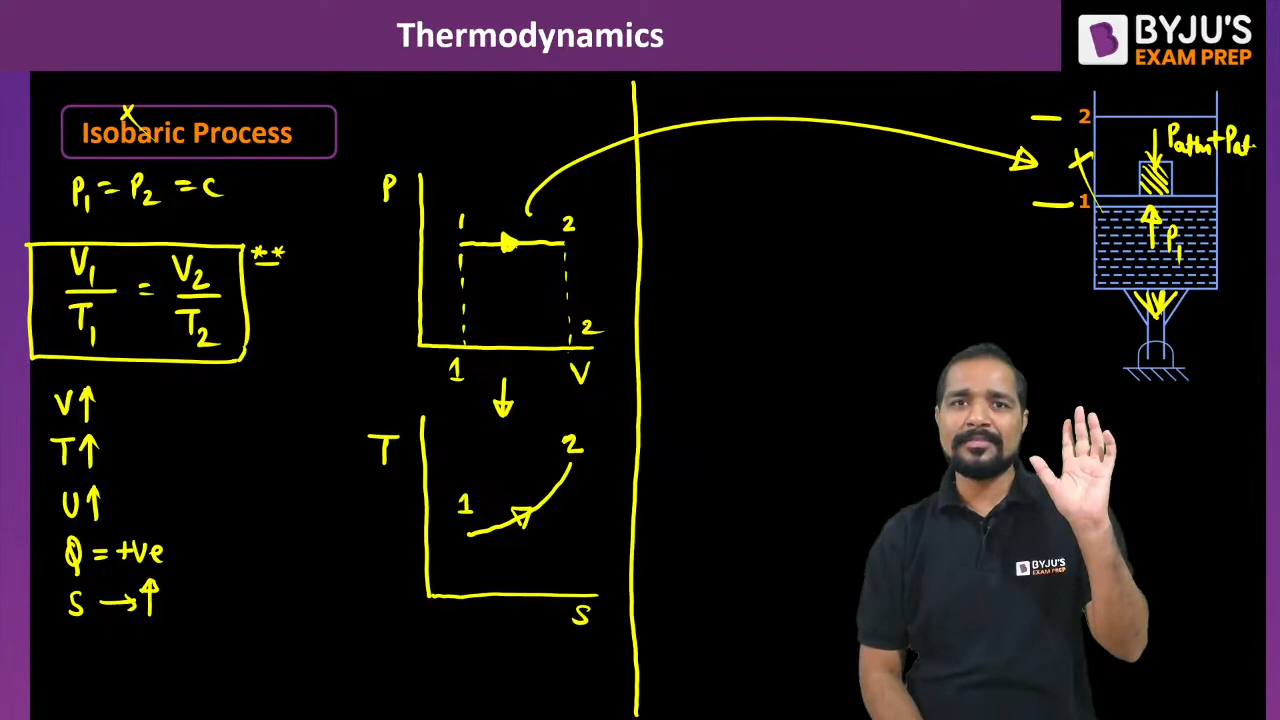 Thermodynamics
BYJU'S
EXAM PREP
Isobaric Process
P₁ = P₂ = C
V₁/T₁ = V₂/T₂ **
V↑
T↑
U↑
Q = +ve
S → ↑
P
1
2
1
2
V
T
1
2
S
2
Patm + Pat
1
P₁
BYJU'S
EXAM PREP